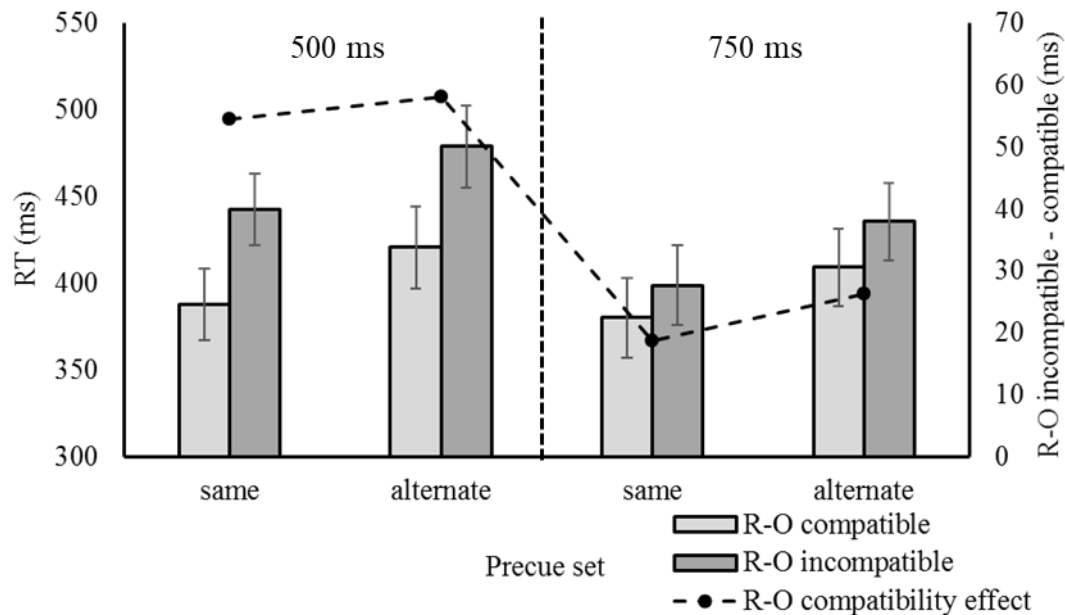 550
500
450
400
350
300
RT (ms)
500 ms
750 ms
70
60
50
40
30
20
10
0
R-O incompatible - compatible (ms)
same
alternate
same
alternate
Precue set
R-O compatible
R-O incompatible
R-O compatibility effect